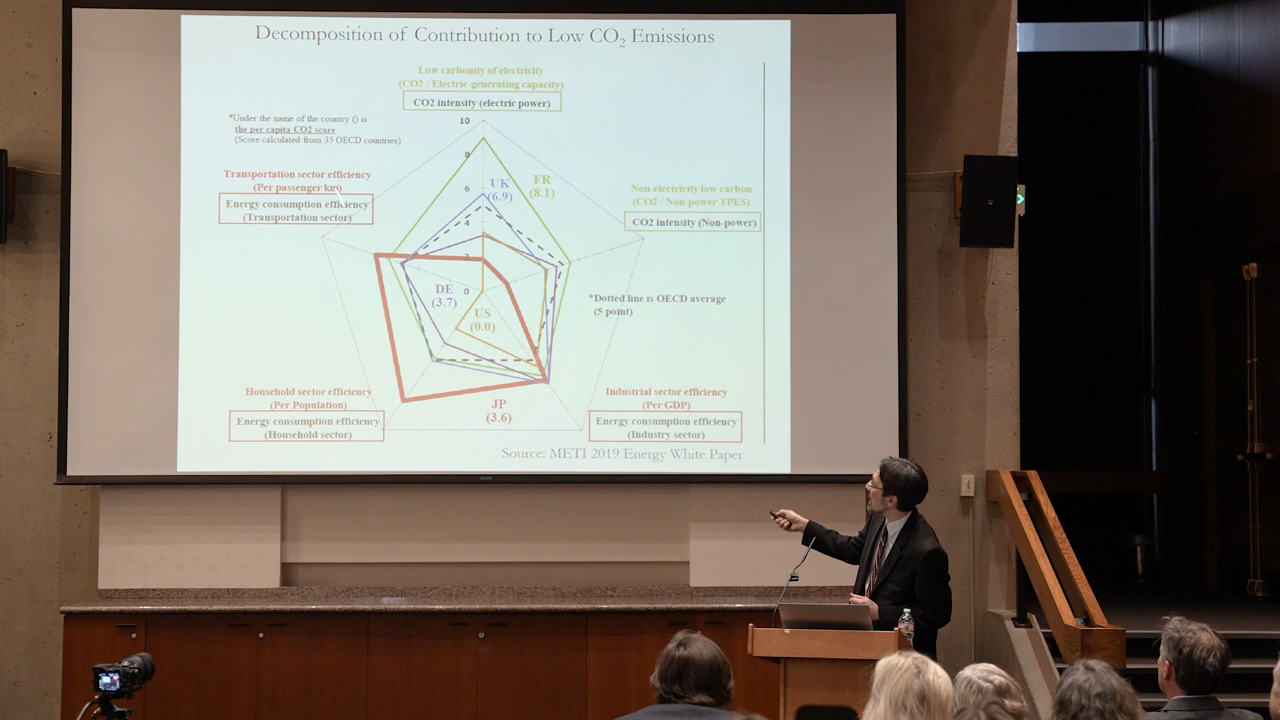 Decomposition of Contribution to Low CO2 Emissions
Low carbonity of electricity
(CO2 / Electric-generating capacity)
CO2 intensity (electric power)
*Under the name of the country () is
the per capita CO2 score
(Score calculated from 35 OECD countries)
10
8
6
4
2
0
Transportation sector efficiency
(Per passenger km)
Energy consumption efficiency
(Transportation sector)
UK
(6.9)
FR
(8.1)
Non-electricity low carbon
(CO2 / Non-power TPES)
CO2 intensity (Non-power)
DE
(3.7)
US
(0.0)
*Dotted line is OECD average
(5 point)
Household sector efficiency
(Per Population)
Energy consumption efficiency
(Household sector)
JP
(3.6)
Industrial sector efficiency
(Per GDP)
Energy consumption efficiency
(Industry sector)
Source: METI 2019 Energy White Paper